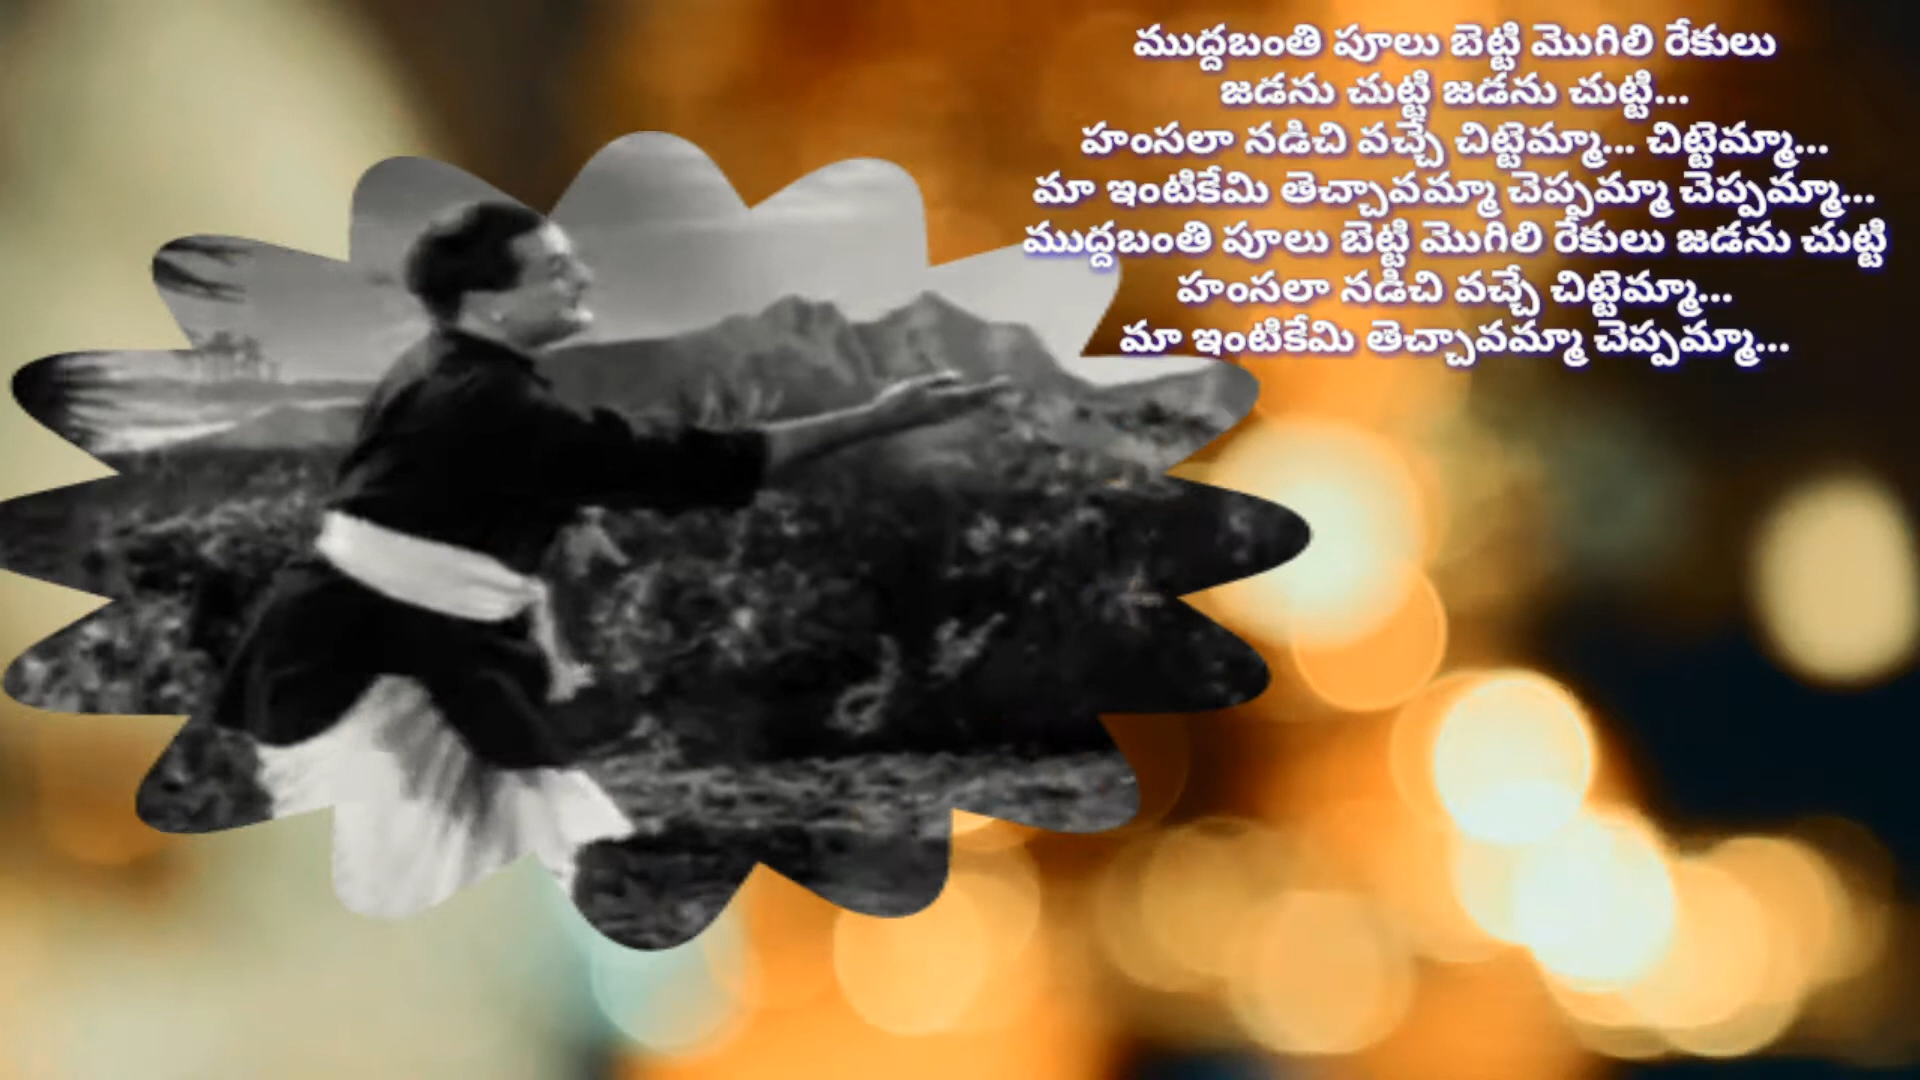 ముద్దబంతి పూలు బెట్టి మొగిలి రేకులు
జడను చుట్టి జడను చుట్టి...
హంసలా నడిచి వచ్చే చిట్టెమ్మా... చిట్టెమ్మా...
మా ఇంటికేమి తెచ్చావమ్మా చెప్పమ్మా చెప్పమ్మా...
ముద్దబంతి పూలు బెట్టి మొగిలి రేకులు జడను చుట్టి
హంసలా నడిచి వచ్చే చిట్టెమ్మా...
మా ఇంటికేమి తెచ్చావమ్మా చెప్పమ్మా...